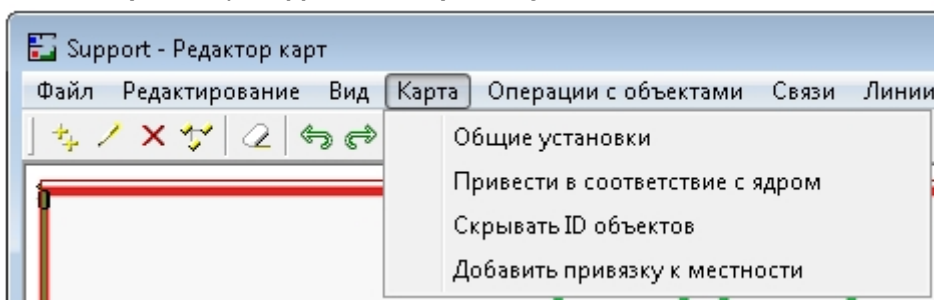 Support - Редактор карт
Файл Редактирование Вид Карта Операции с объектами Связи Линии
Общие установки
Привести в соответствие с ядром
Скрывать ID объектов
Добавить привязку к местности